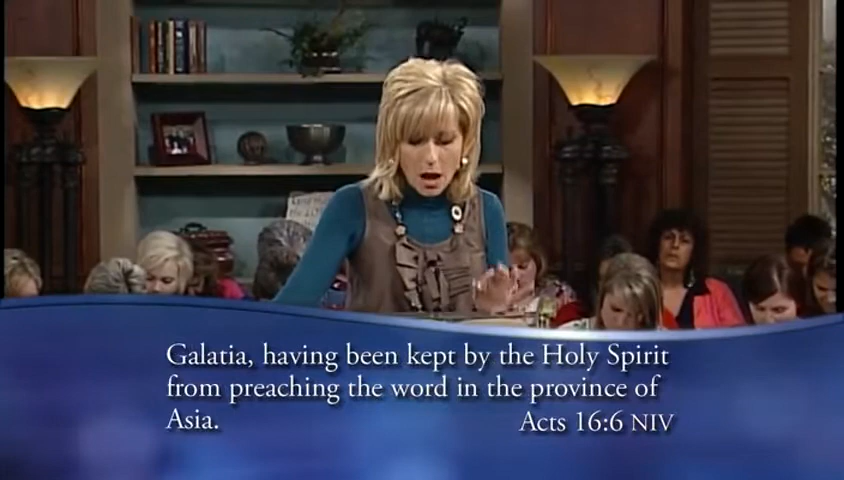 Galatia, having been kept by the Holy Spirit
from preaching the word in the province of
Asia.
Acts 16:6 NIV